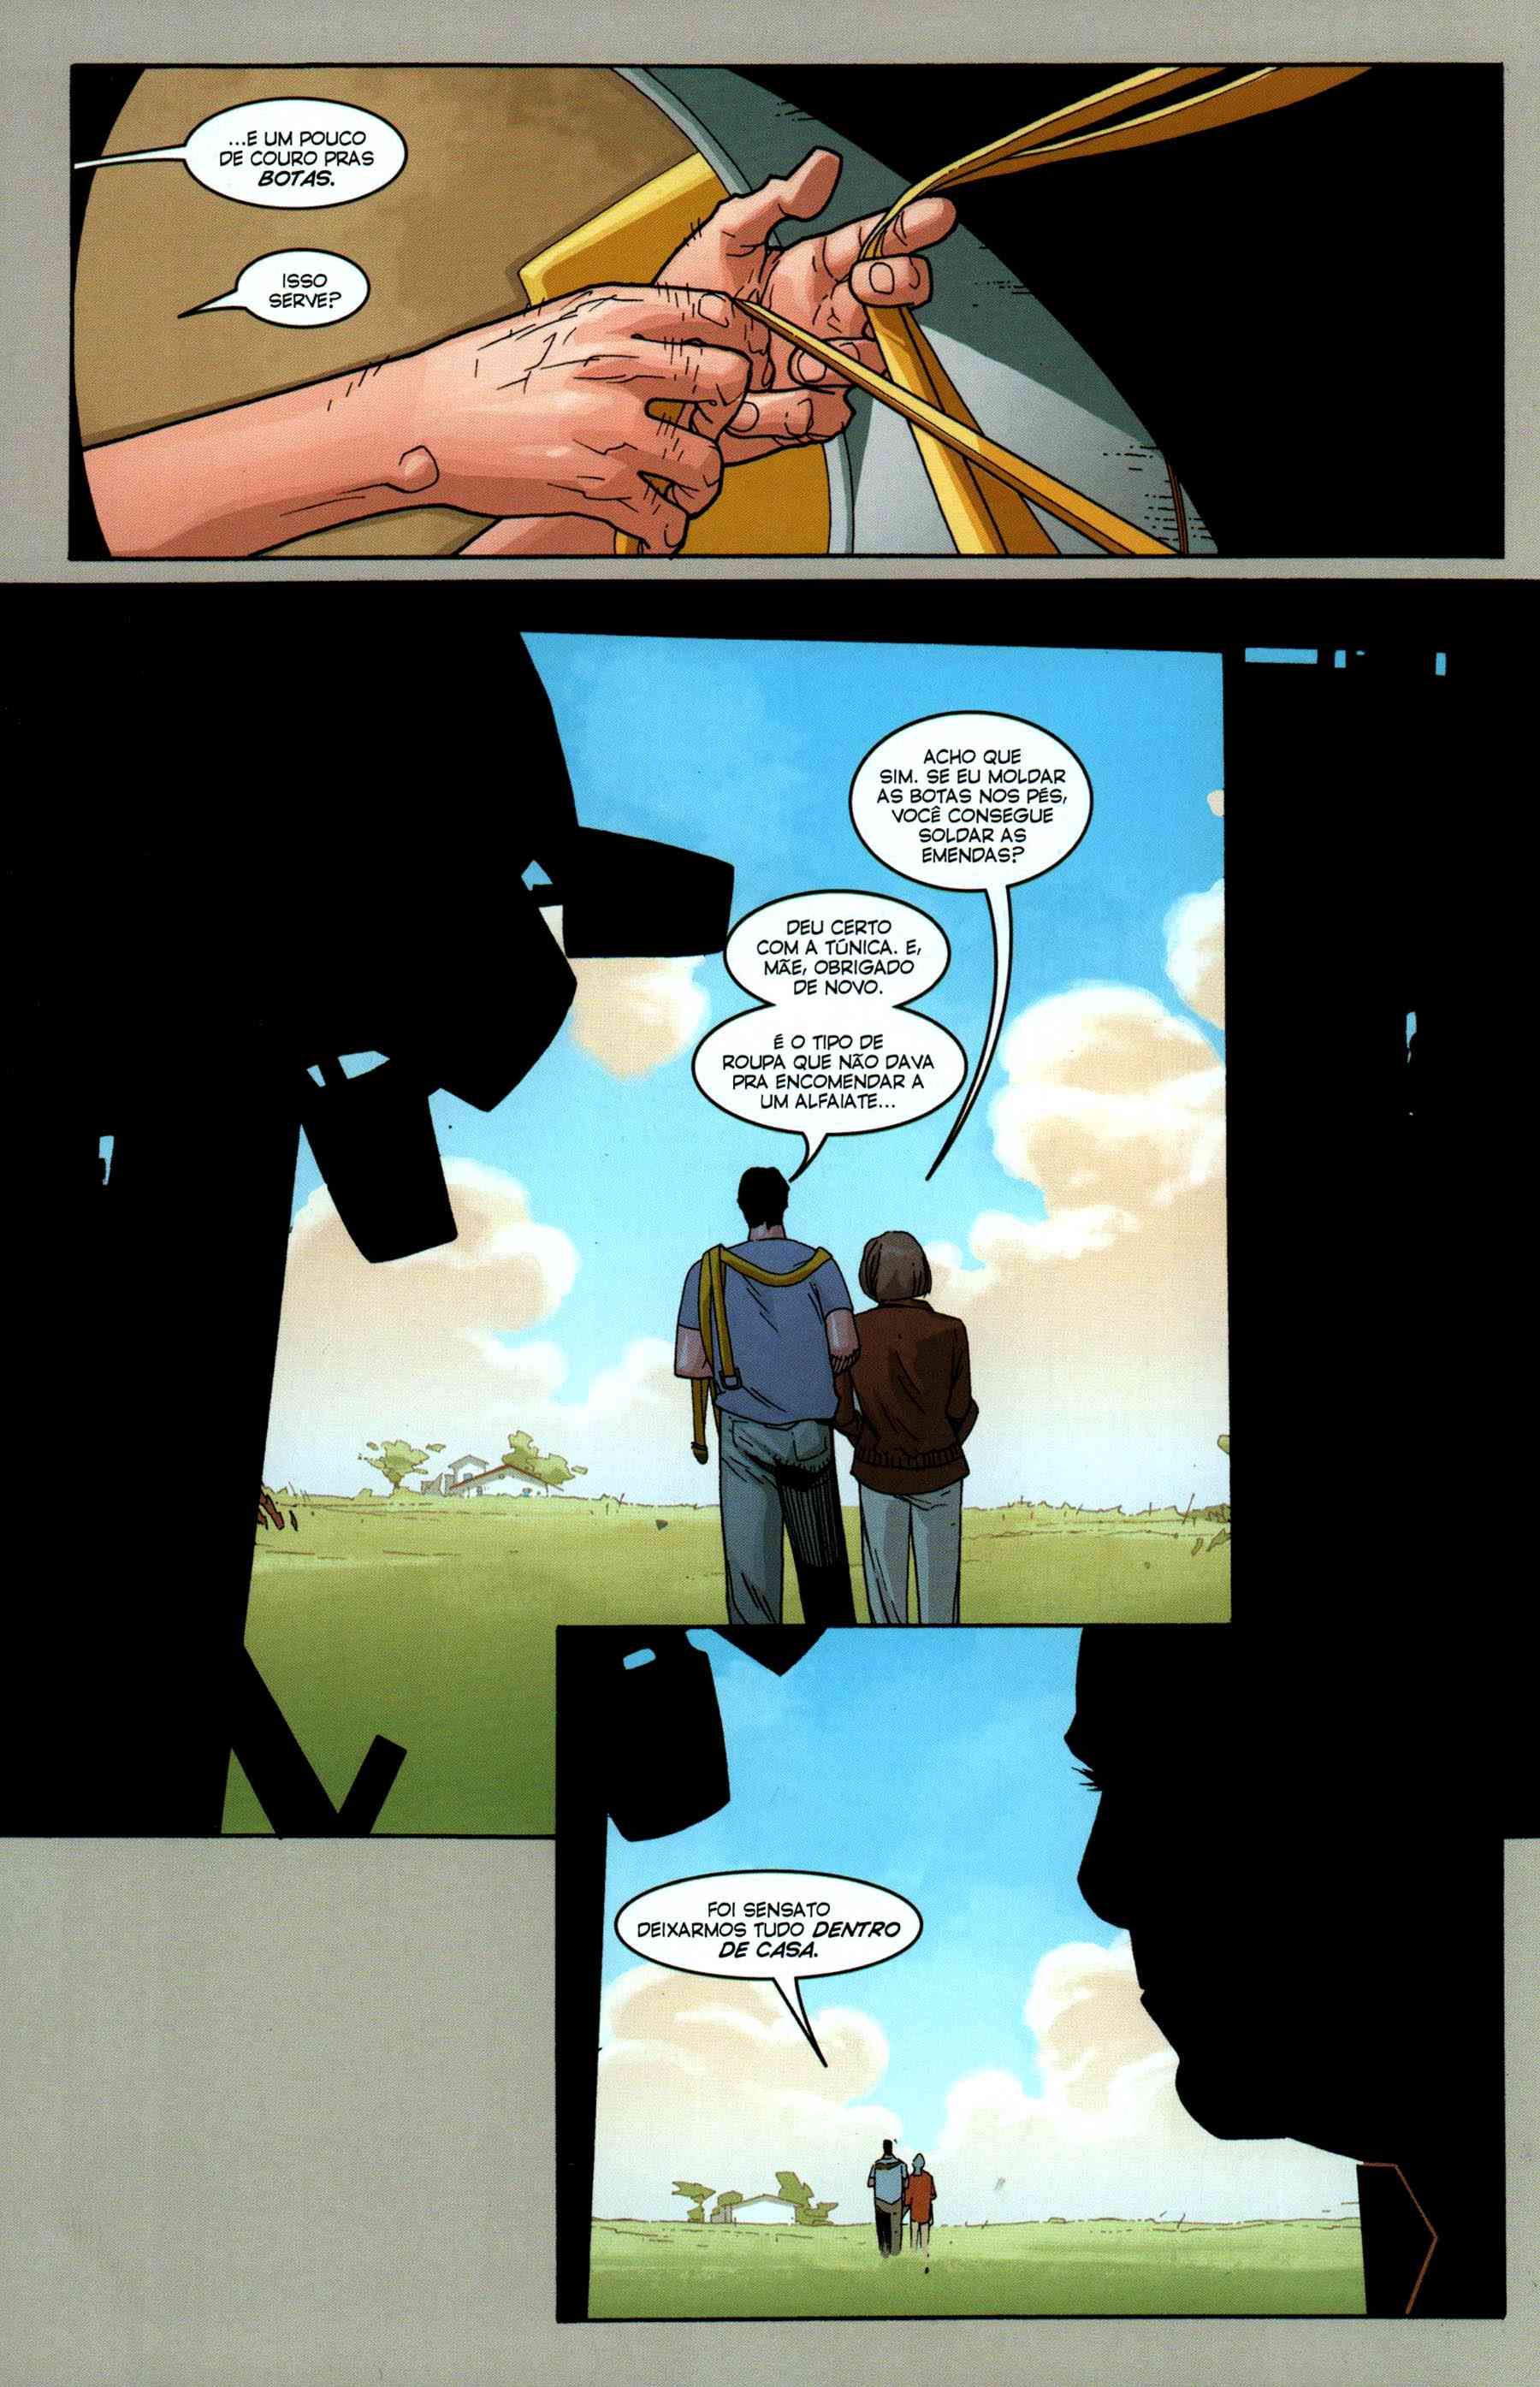 ...E UM POUCO
DE COURO PRAS
BOTAS.
ISSO
SERVE?
ACHO QUE
SIM. SE EU MOLDAR
AS BOTAS NOS PÉS,
VOCÊ CONSEGUE
SOLDAR AS
EMENDAS?
DEU CERTO
COM A TÚNICA. E,
MÃE, OBRIGADO
DE NOVO.
É O TIPO DE
ROUPA QUE NÃO DAVA
PRA ENCOMENDAR A
UM ALFAIATE...
FOI SENSATO
DEIXARMOS TUDO DENTRO
DE CASA.